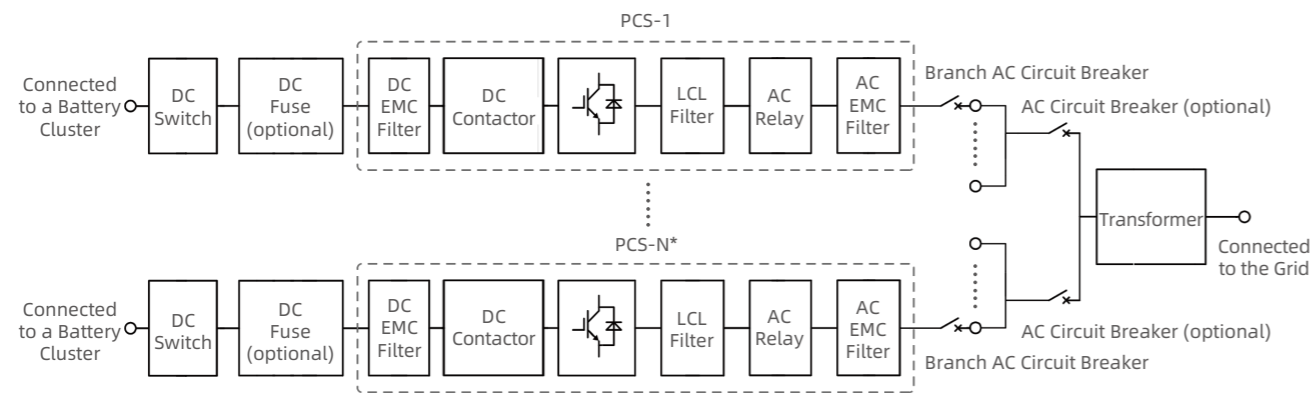 PCS-1
Connected
to a Battery
Cluster
DC
Switch
DC
Fuse
(optional)
DC
EMC
Filter
DC
Contactor
LCL
Filter
AC
Relay
AC
EMC
Filter
Branch AC Circuit Breaker
AC Circuit Breaker (optional)
Transformer
Connected
to the Grid
PCS-N*
Connected
to a Battery
Cluster
DC
Switch
DC
Fuse
(optional)
DC
EMC
Filter
DC
Contactor
LCL
Filter
AC
Relay
AC
EMC
Filter
AC Circuit Breaker (optional)
Branch AC Circuit Breaker